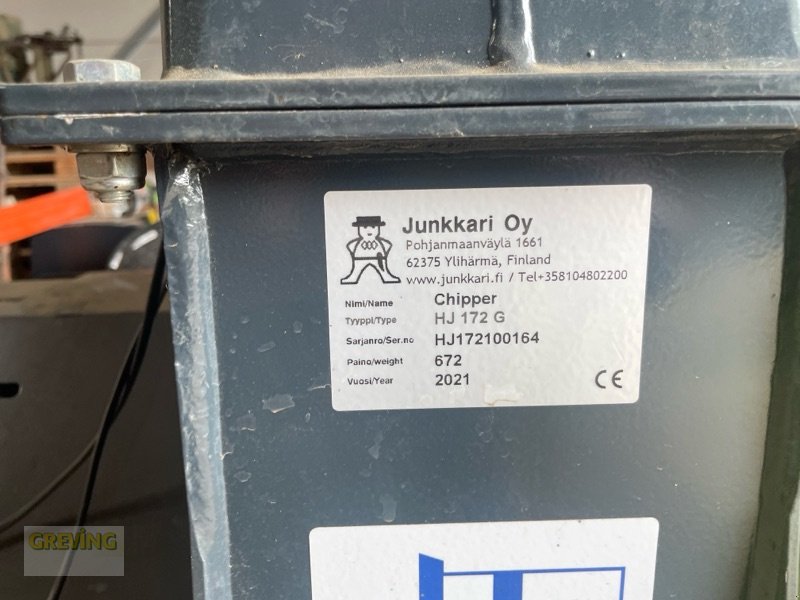 Junkkari Oy
Pohjanmaanväylä 1661
62375 Ylihärmä, Finland
www.junkkari.fi / Tel+358104802200
Nimi/Name Chipper
Tyyppi/Type HJ 172 G
Sarjanro/Ser.no HJ172100164
Paino/weight 672
Vuosi/Year 2021
CE
GREVING